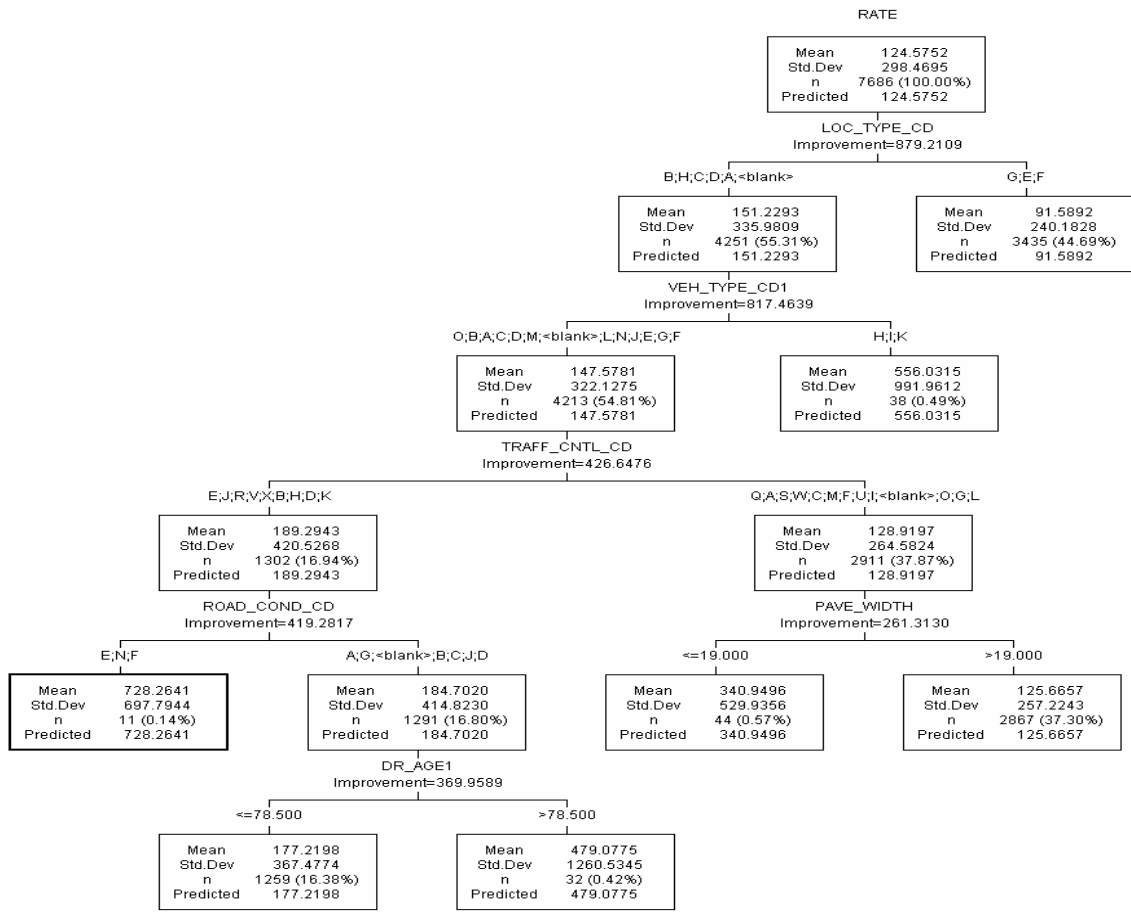 RATE
Mean 124.5752
Std.Dev 298.4695
n 7686 (100.00%)
Predicted 124.5752
LOC_TYPE_CD
Improvement=879.2109
B;H;C;D;A;<blank>
G;E;F
Mean 151.2293
Std.Dev 335.9809
n 4251 (55.31%)
Predicted 151.2293
Mean 91.5892
Std.Dev 240.1828
n 3435 (44.69%)
Predicted 91.5892
VEH_TYPE_CD1
Improvement=817.4639
O;B;A;C;D;M;<blank>;L;N;J;E;G;F
H;I;K
Mean 147.5781
Std.Dev 322.1275
n 4213 (54.81%)
Predicted 147.5781
Mean 556.0315
Std.Dev 991.9612
n 38 (0.49%)
Predicted 556.0315
TRAFF_CNTL_CD
Improvement=426.6476
E;J;R;V;X;B;H;D;K
Q;A;S;W;C;M;F;U;I;<blank>;O;G;L
Mean 189.2943
Std.Dev 420.5268
n 1302 (16.94%)
Predicted 189.2943
Mean 128.9197
Std.Dev 264.5824
n 2911 (37.87%)
Predicted 128.9197
ROAD_COND_CD
Improvement=419.2817
PAVE_WIDTH
Improvement=261.3130
E;N;F
A;G;<blank>;B;C;J;D
<=19.000
>19.000
Mean 728.2641
Std.Dev 697.7944
n 11 (0.14%)
Predicted 728.2641
Mean 184.7020
Std.Dev 414.8230
n 1291 (16.80%)
Predicted 184.7020
Mean 340.9496
Std.Dev 529.9356
n 44 (0.57%)
Predicted 340.9496
Mean 125.6657
Std.Dev 257.2243
n 2867 (37.30%)
Predicted 125.6657
DR_AGE1
Improvement=369.9589
<=78.500
>78.500
Mean 177.2198
Std.Dev 367.4774
n 1259 (16.38%)
Predicted 177.2198
Mean 479.0775
Std.Dev 1260.5345
n 32 (0.42%)
Predicted 479.0775